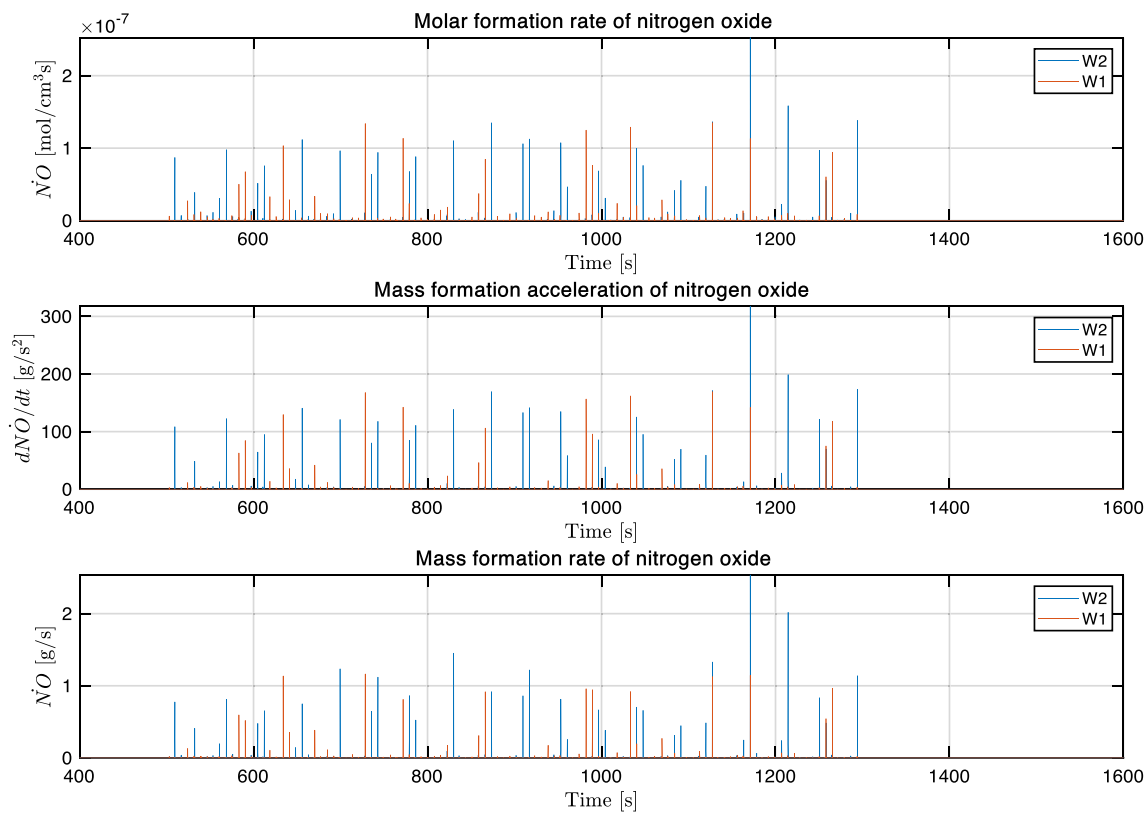 Molar formation rate of nitrogen oxide
×10⁻⁷
2
1
0
ṄO [mol/cm³s]
W2
W1
400 600 800 1000 1200 1400 1600
Time [s]
Mass formation acceleration of nitrogen oxide
300
200
100
0
dṄO/dt [g/s²]
W2
W1
400 600 800 1000 1200 1400 1600
Time [s]
Mass formation rate of nitrogen oxide
2
1
0
ṄO [g/s]
W2
W1
400 600 800 1000 1200 1400 1600
Time [s]